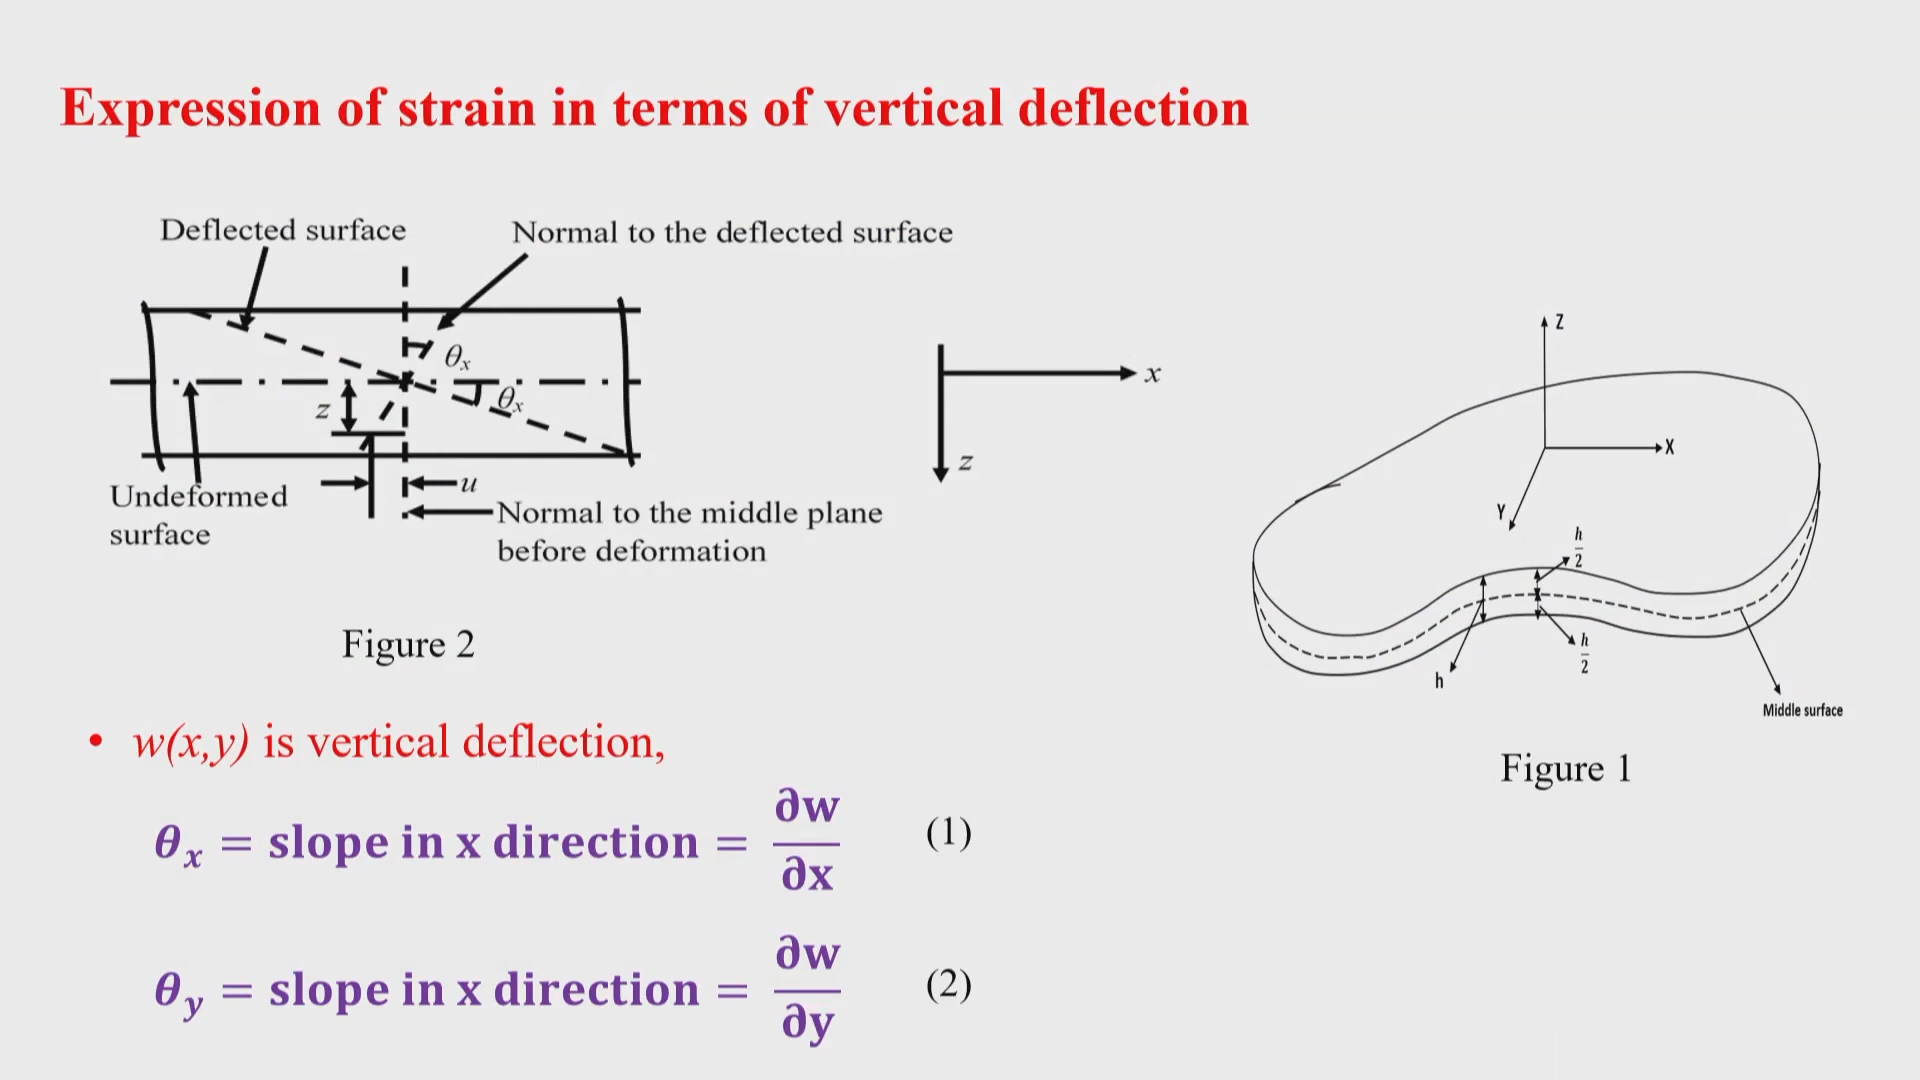 Expression of strain in terms of vertical deflection
Deflected surface
Normal to the deflected surface
θx
z
θx
u
Undeformed
surface
Normal to the middle plane
before deformation
x
z
Figure 2
Z
X
Y
h
2
h
2
h
Middle surface
Figure 1
• w(x,y) is vertical deflection,
θx = slope in x direction = ∂w/∂x (1)
θy = slope in x direction = ∂w/∂y (2)